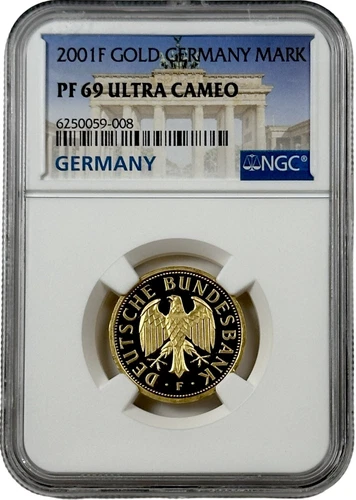 2001F GOLD GERMANY MARK
PF 69 ULTRA CAMEO
6250059-008
GERMANY
NGC®
DEUTSCHE BUNDESBANK
· F ·